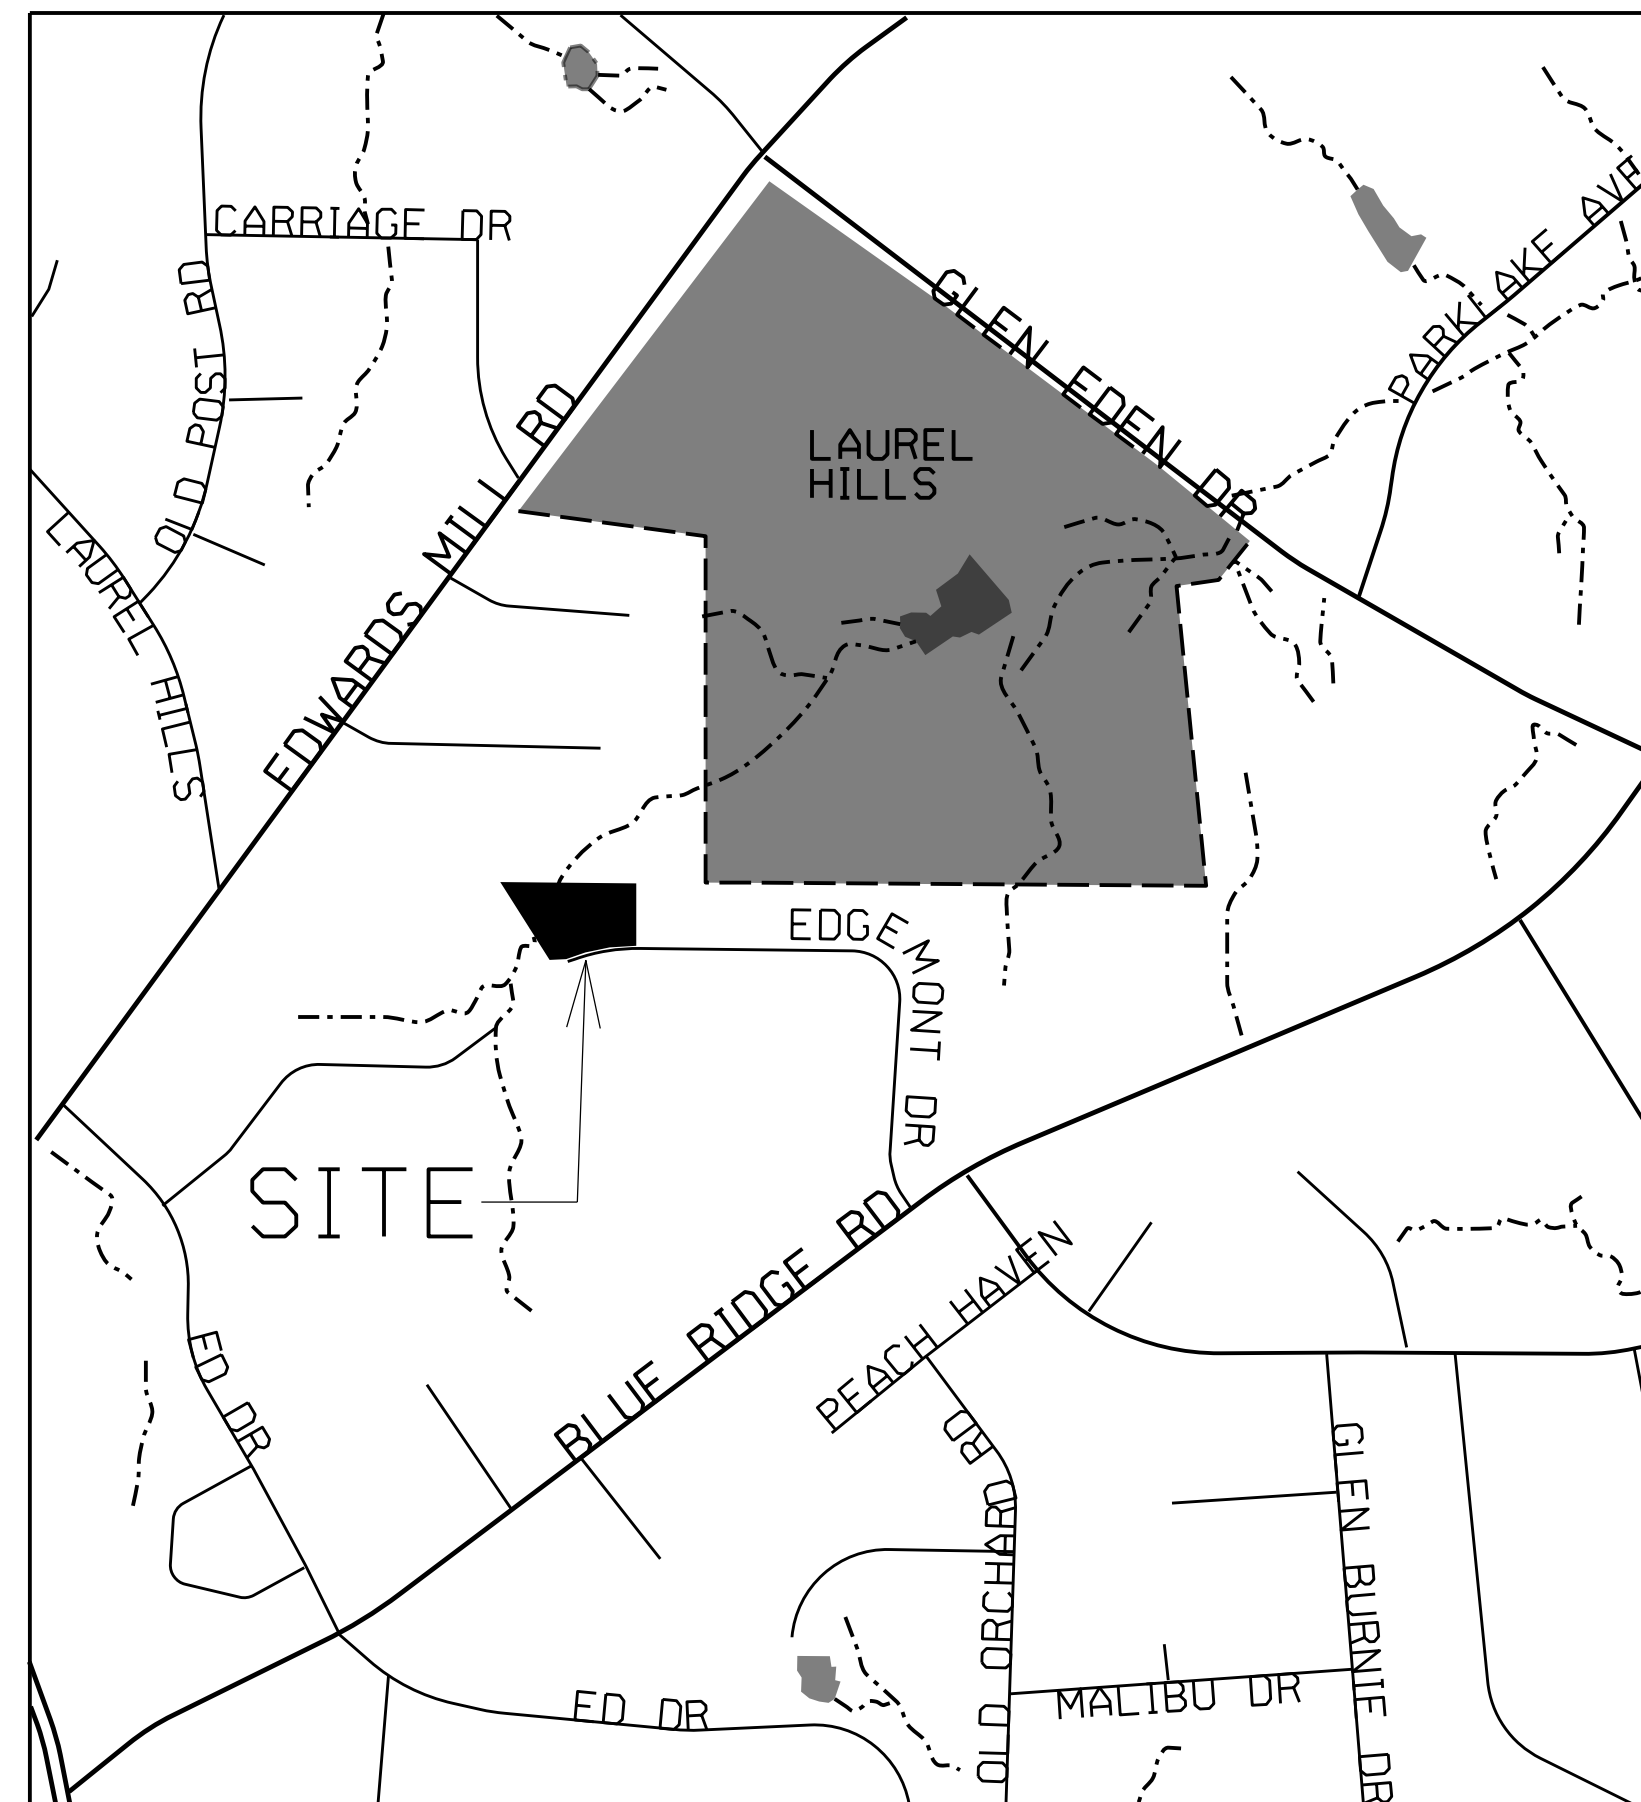 CARRIAGE DR
OLD POST RD
LAUREL HILLS
EDWARDS MILL RD
GLEN EDEN DR
PARKLAKE AVE
LAUREL
HILLS
EDGEMONT DR
SITE
BLUE RIDGE RD
PEACH HAVEN
ED DR
OLD ORCHARD DR
GLEN BURNIE DR
MALIBU DR
ED DR